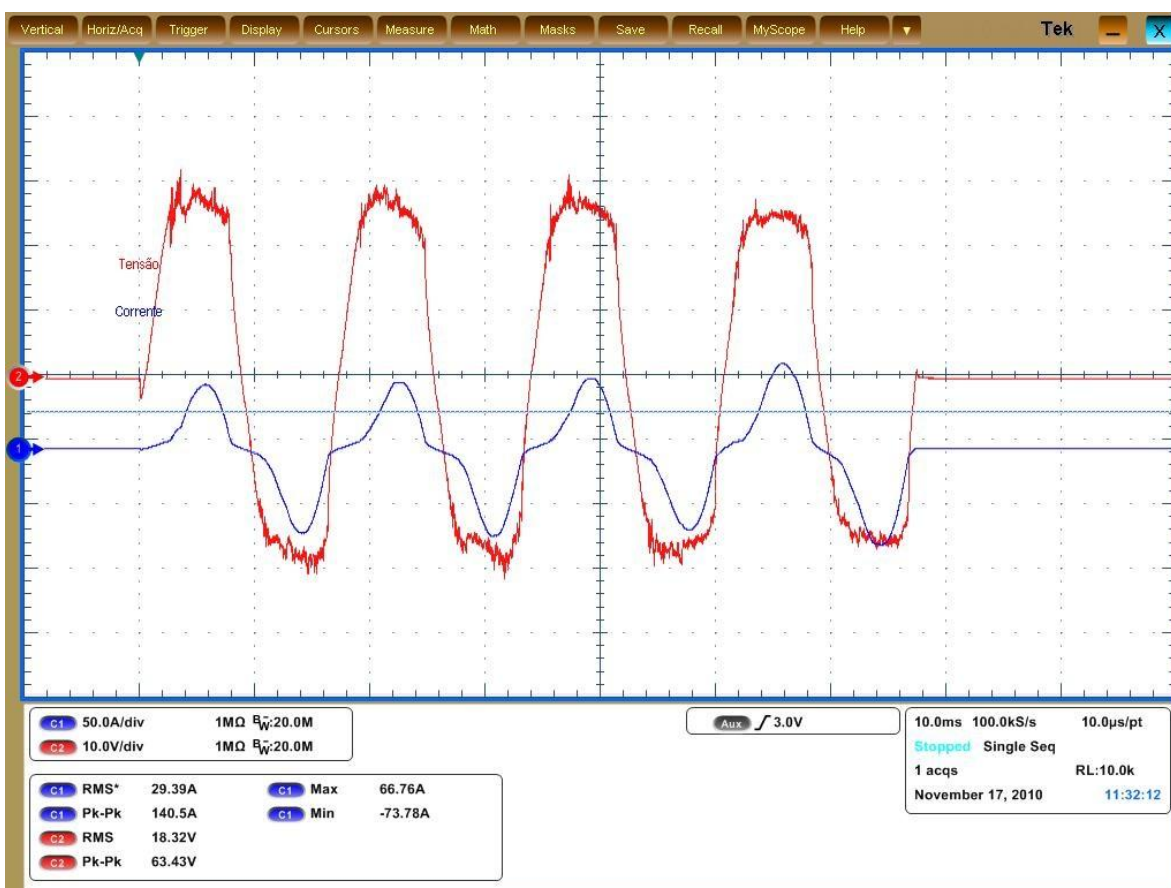 Vertical Horiz/Acq Trigger Display Cursors Measure Math Masks Save Recall MyScope Help Tek X
Tensão
Corrente
2
1
C1 50.0A/div 1MΩ BW:20.0M
C2 10.0V/div 1MΩ BW:20.0M
Aux 3.0V
10.0ms 100.0kS/s 10.0µs/pt
Stopped Single Seq
1 acqs RL:10.0k
November 17, 2010 11:32:12
C1 RMS* 29.39A C1 Max 66.76A
C1 Pk-Pk 140.5A C1 Min -73.78A
C2 RMS 18.32V
C2 Pk-Pk 63.43V